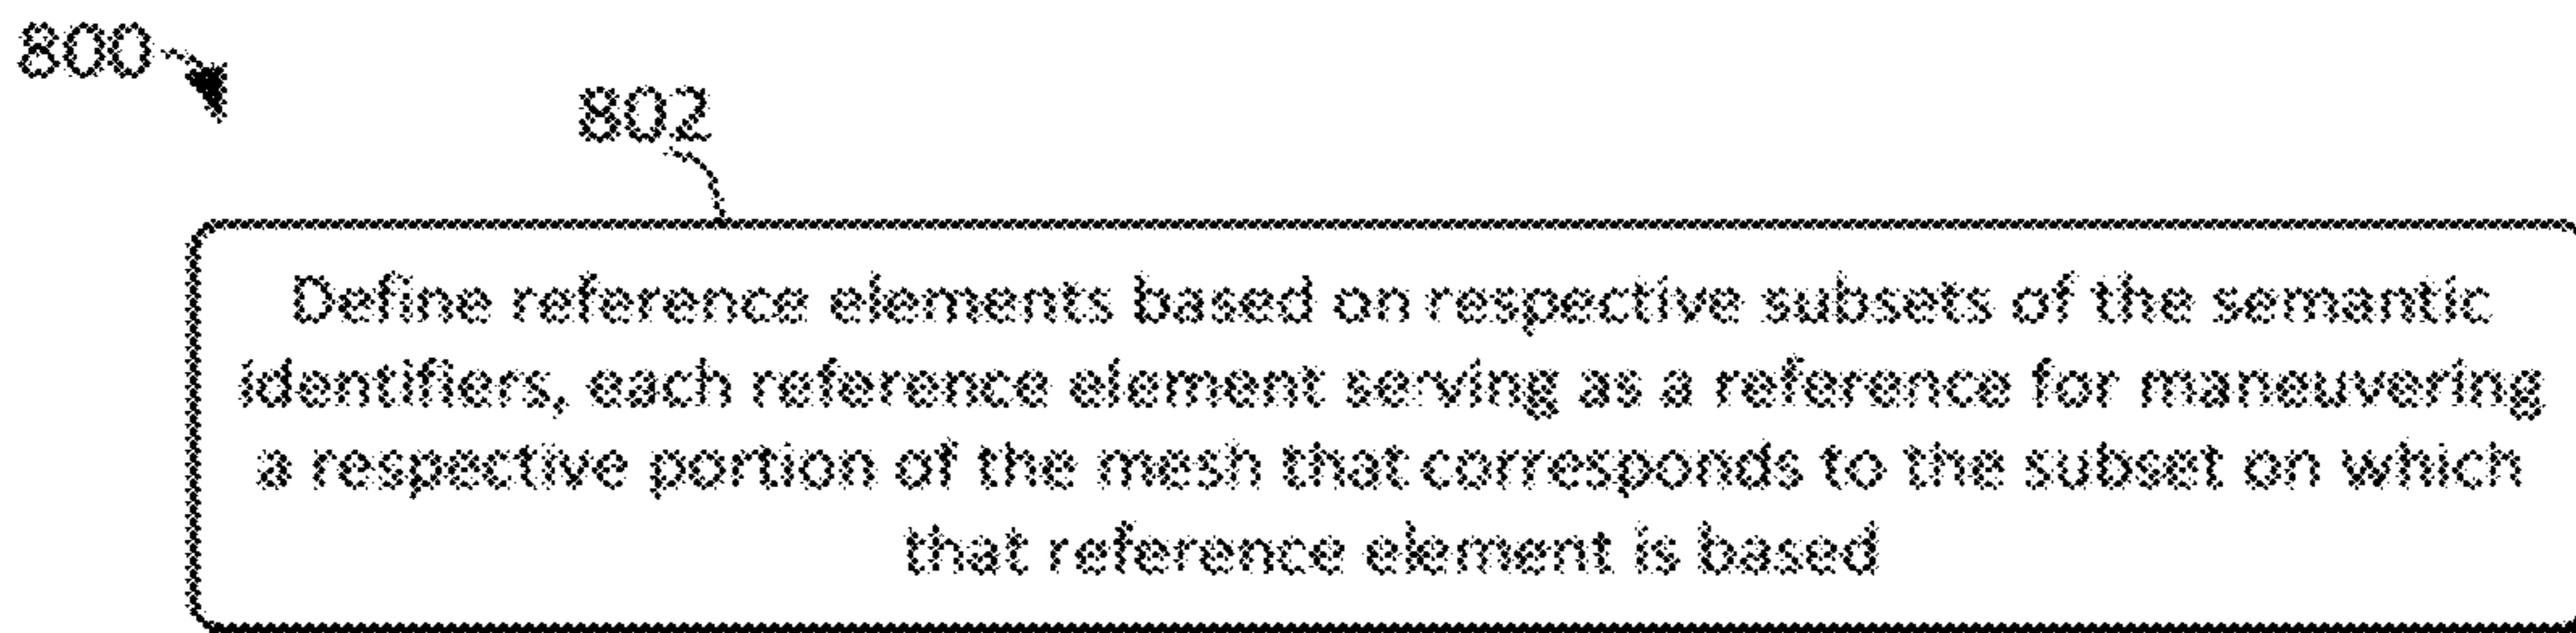 800
802
Define reference elements based on respective subsets of the semantic
identifiers, each reference element serving as a reference for maneuvering
a respective portion of the mesh that corresponds to the subset on which
that reference element is based